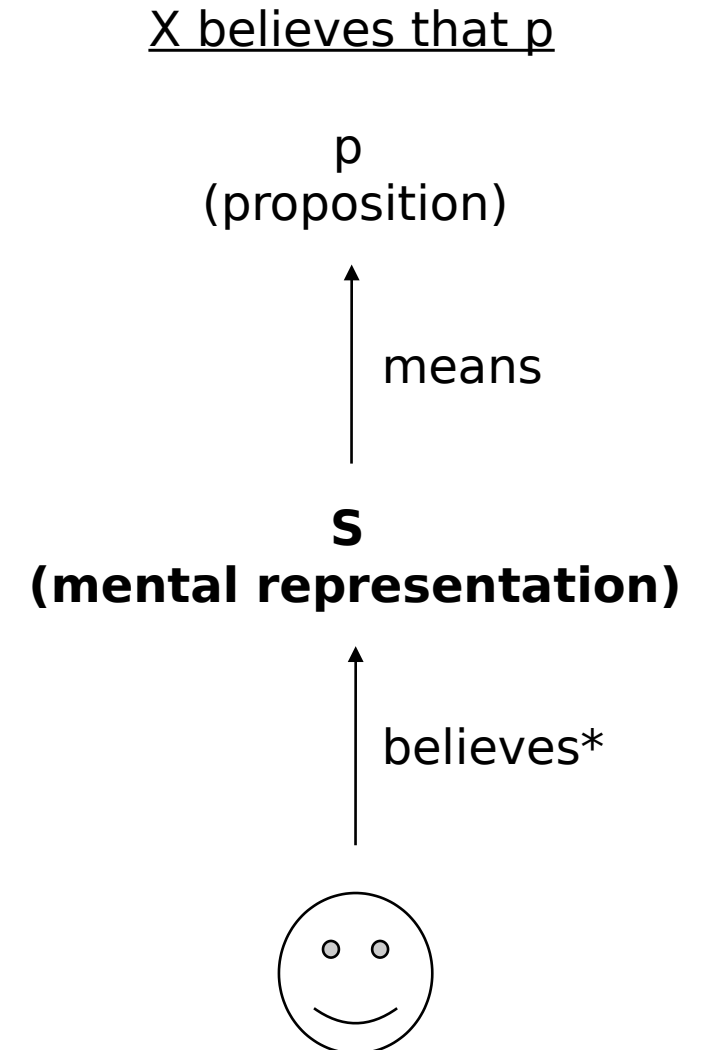 X believes that p
p
(proposition)
means
S
(mental representation)
believes*